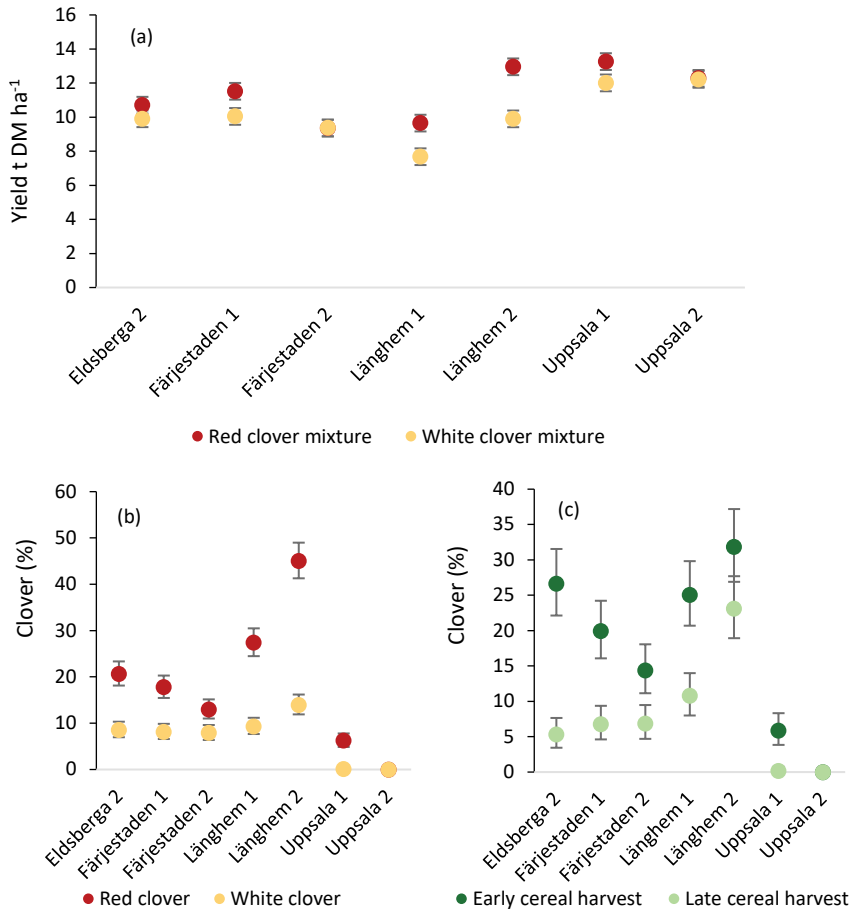 (a)
Yield t DM ha⁻¹
16
14
12
10
8
6
4
2
0
Eldsberga 2
Färjestaden 1
Färjestaden 2
Länghem 1
Länghem 2
Uppsala 1
Uppsala 2
Red clover mixture
White clover mixture
(b)
Clover (%)
60
50
40
30
20
10
0
Eldsberga 2
Färjestaden 1
Färjestaden 2
Länghem 1
Länghem 2
Uppsala 1
Uppsala 2
Red clover
White clover
(c)
Clover (%)
40
35
30
25
20
15
10
5
0
Eldsberga 2
Färjestaden 1
Färjestaden 2
Länghem 1
Länghem 2
Uppsala 1
Uppsala 2
Early cereal harvest
Late cereal harvest